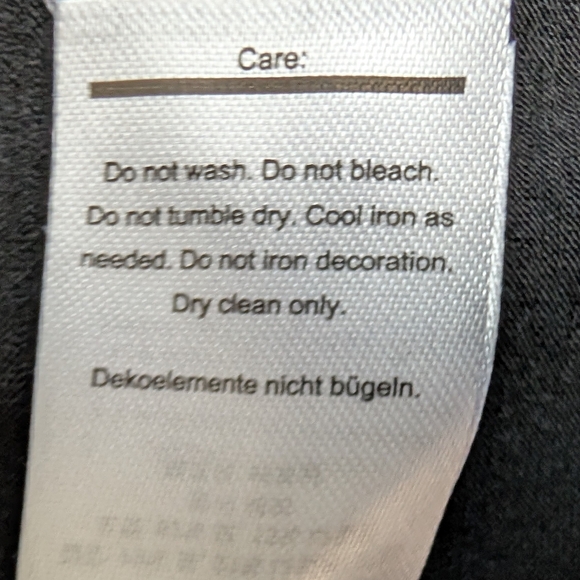 Care:
Do not wash. Do not bleach.
Do not tumble dry. Cool iron as
needed. Do not iron decoration.
Dry clean only.
Dekoelemente nicht bügeln.